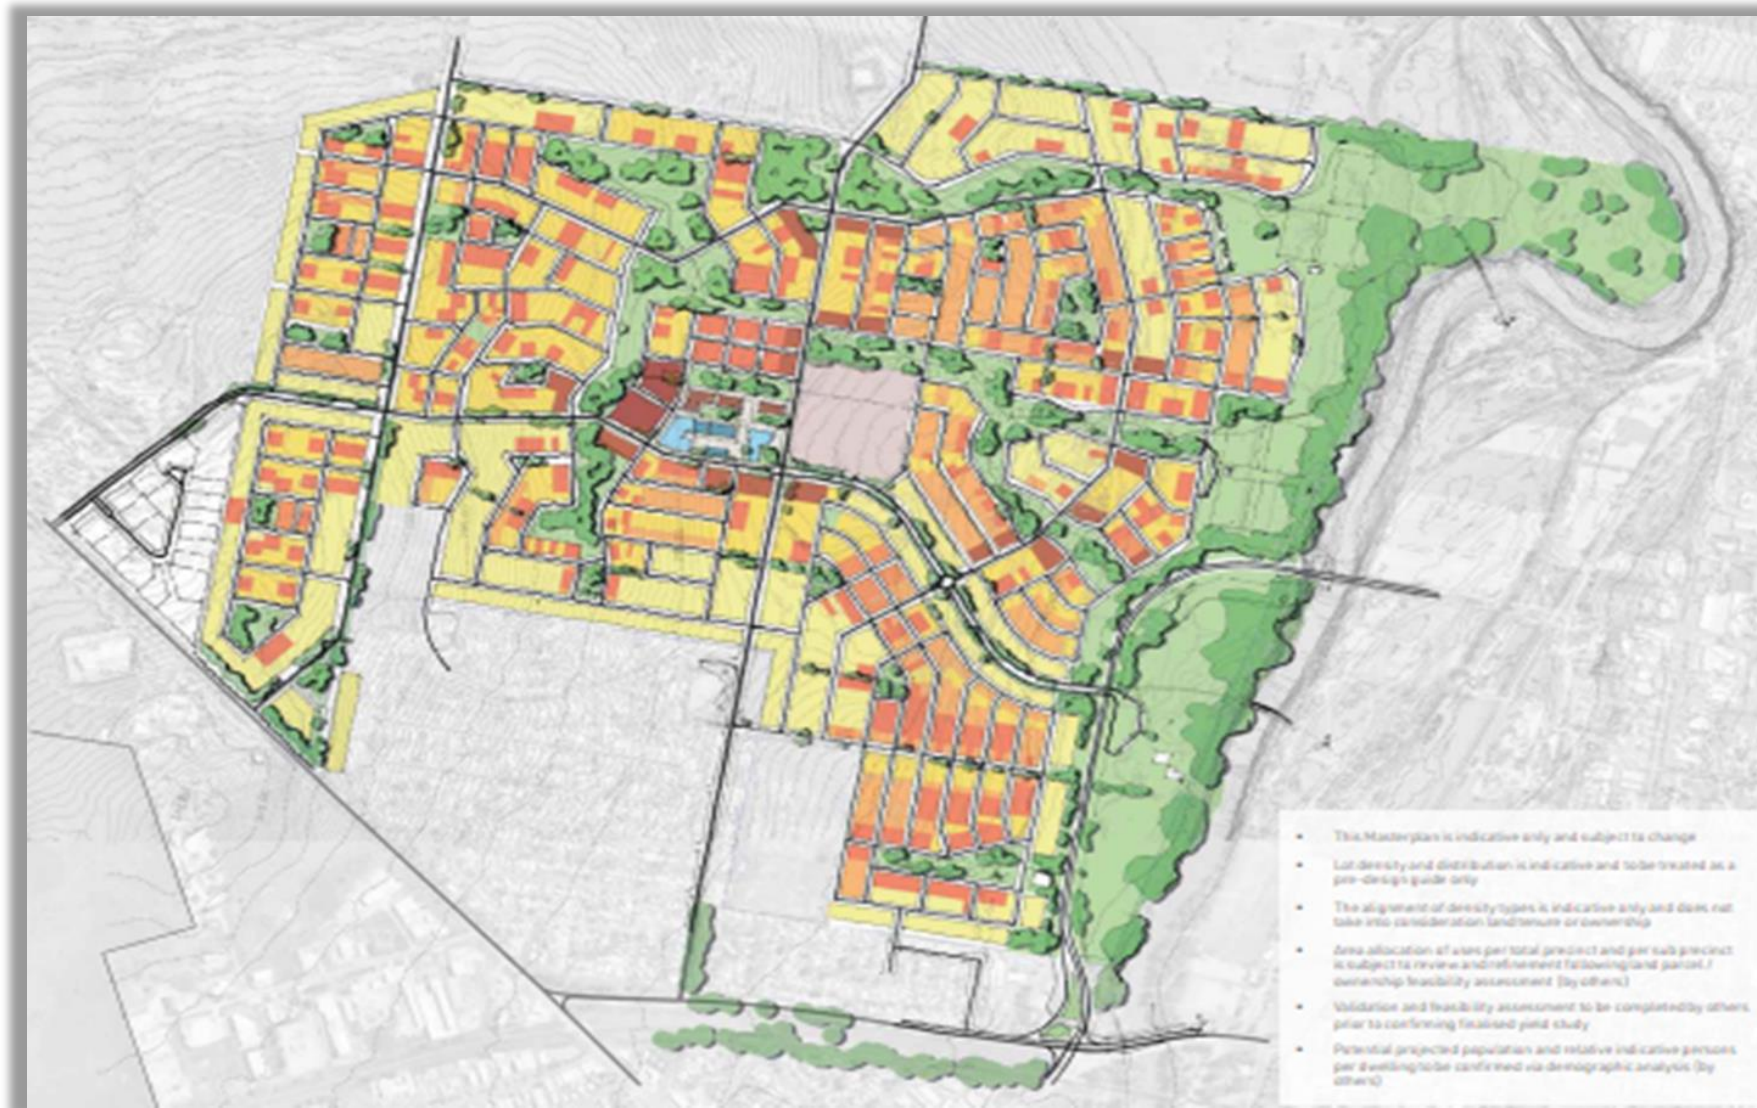 • This Masterplan is indicative only and subject to change
• Lot density and distribution is indicative and to be treated as a
pre-design guide only
• The alignment of density types is indicative only and does not
take into consideration land tenure or ownership
• Area allocation of uses per total precinct and per sub precinct
is subject to review and refinement following land parcel /
ownership feasibility assessment (by others)
• Validation and feasibility assessment to be completed by others
prior to confirming finalised yield study
• Potential projected population and relative indicative persons
per dwelling to be confirmed via demographic analysis (by
others)